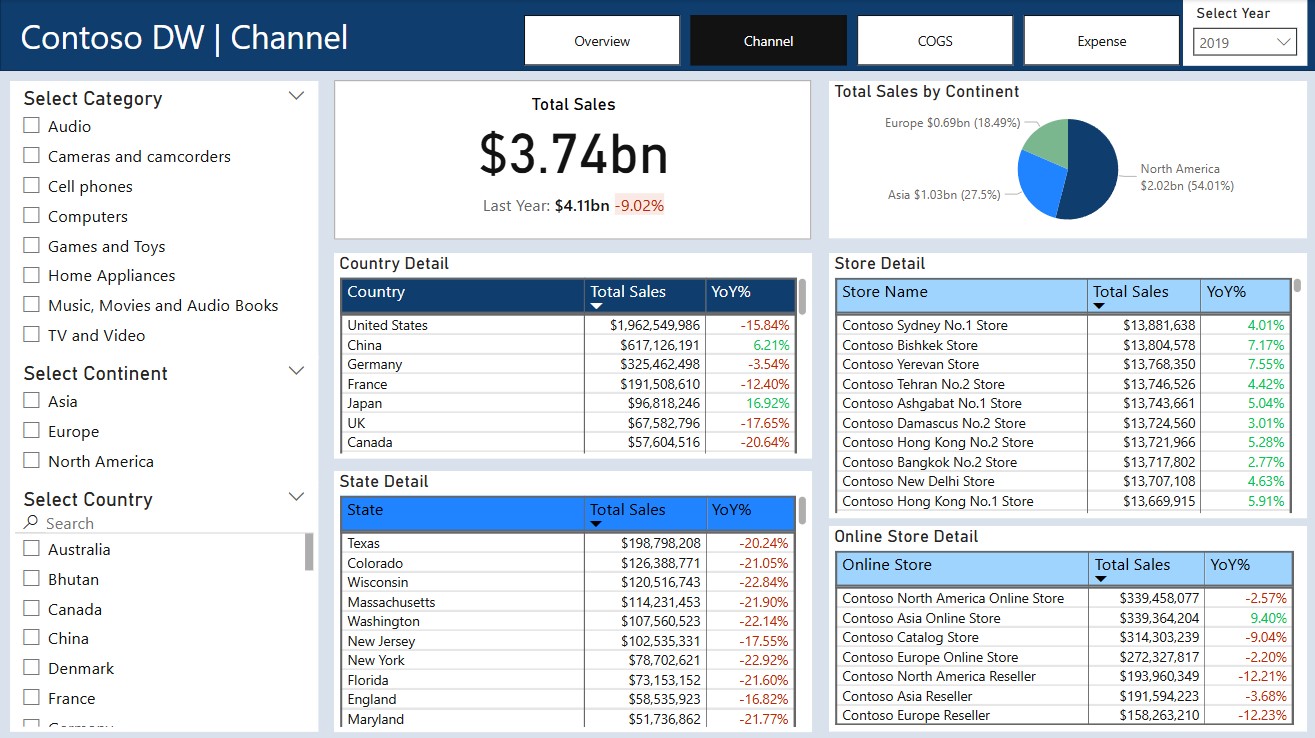 Contoso DW | Channel
Overview
Channel
COGS
Expense
Select Year
2019
Select Category
Audio
Cameras and camcorders
Cell phones
Computers
Games and Toys
Home Appliances
Music, Movies and Audio Books
TV and Video
Select Continent
Asia
Europe
North America
Select Country
Search
Australia
Bhutan
Canada
China
Denmark
France
Total Sales
$3.74bn
Last Year: $4.11bn -9.02%
Total Sales by Continent
Europe $0.69bn (18.49%)
Asia $1.03bn (27.5%)
North America
$2.02bn (54.01%)
Country Detail
Country Total Sales YoY%
United States $1,962,549,986 -15.84%
China $617,126,191 6.21%
Germany $325,462,498 -3.54%
France $191,508,610 -12.40%
Japan $96,818,246 16.92%
UK $67,582,796 -17.65%
Canada $57,604,516 -20.64%
State Detail
State Total Sales YoY%
Texas $198,798,208 -20.24%
Colorado $126,388,771 -21.05%
Wisconsin $120,516,743 -22.84%
Massachusetts $114,231,453 -21.90%
Washington $107,560,523 -22.14%
New Jersey $102,535,331 -17.55%
New York $78,702,621 -22.92%
Florida $73,153,152 -21.60%
England $58,535,923 -16.82%
Maryland $51,736,862 -21.77%
Store Detail
Store Name Total Sales YoY%
Contoso Sydney No.1 Store $13,881,638 4.01%
Contoso Bishkek Store $13,804,578 7.17%
Contoso Yerevan Store $13,768,350 7.55%
Contoso Tehran No.2 Store $13,746,526 4.42%
Contoso Ashgabat No.1 Store $13,743,661 5.04%
Contoso Damascus No.2 Store $13,724,560 3.01%
Contoso Hong Kong No.2 Store $13,721,966 5.28%
Contoso Bangkok No.2 Store $13,717,802 2.77%
Contoso New Delhi Store $13,707,108 4.63%
Contoso Hong Kong No.1 Store $13,669,915 5.91%
Online Store Detail
Online Store Total Sales YoY%
Contoso North America Online Store $339,458,077 -2.57%
Contoso Asia Online Store $339,364,204 9.40%
Contoso Catalog Store $314,303,239 -9.04%
Contoso Europe Online Store $272,327,817 -2.20%
Contoso North America Reseller $193,960,349 -12.21%
Contoso Asia Reseller $191,594,223 -3.68%
Contoso Europe Reseller $158,263,210 -12.23%